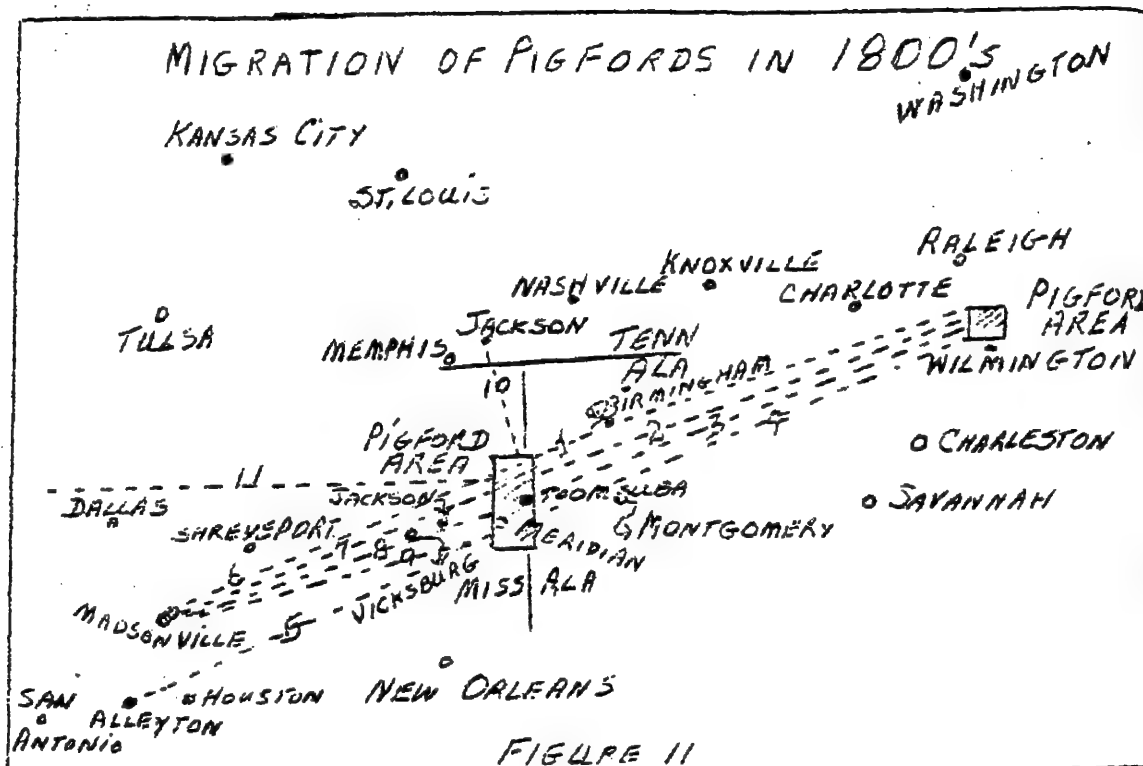 MIGRATION OF PIGFORDS IN 1800's
WASHINGTON
KANSAS CITY
ST. LOUIS
RALEIGH
KNOXVILLE
NASHVILLE
CHARLOTTE
PIGFORD
AREA
TULSA
JACKSON
MEMPHIS
TENN
ALA
WILMINGTON
10
BIRMINGHAM
1
2
3
4
PIGFORD
AREA
CHARLESTON
11
JACKSON
TOOMSUBA
DALLAS
SAVANNAH
SHREVSPORT
MONTGOMERY
MERIDIAN
6
7
8
9
VICKSBURG
MISS
ALA
MADSONVILLE
5
NEW ORLEANS
SAN
ANTONIO
ALLEYTON
HOUSTON
FIGURE 11